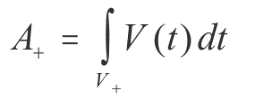 A₊ = ∫_{V₊} V(t) dt